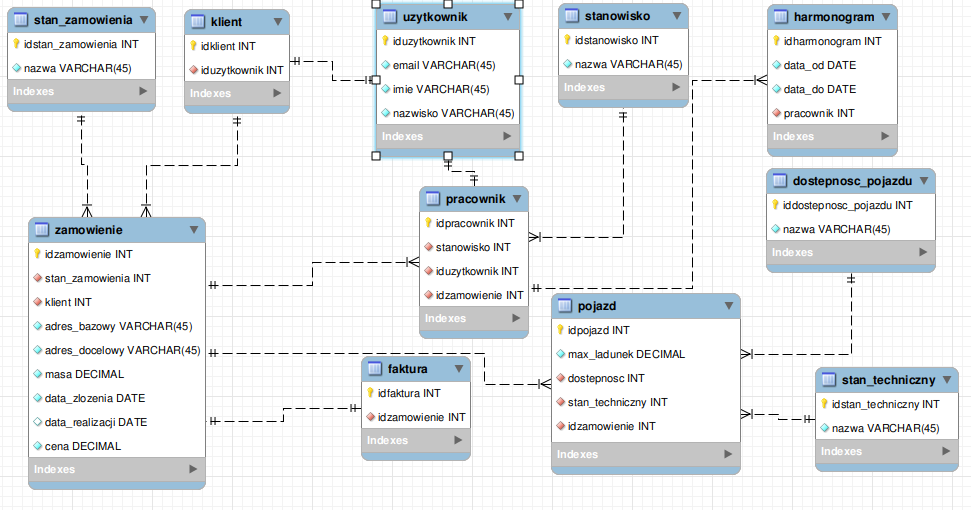 stan_zamowienia
idstan_zamowienia INT
nazwa VARCHAR(45)
Indexes
klient
idklient INT
iduzytkownik INT
Indexes
uzytkownik
iduzytkownik INT
email VARCHAR(45)
imie VARCHAR(45)
nazwisko VARCHAR(45)
Indexes
stanowisko
idstanowisko INT
nazwa VARCHAR(45)
Indexes
harmonogram
idharmonogram INT
data_od DATE
data_do DATE
pracownik INT
Indexes
dostepnosc_pojazdu
iddostepnosc_pojazdu INT
nazwa VARCHAR(45)
Indexes
pracownik
idpracownik INT
stanowisko INT
iduzytkownik INT
idzamowienie INT
Indexes
zamowienie
idzamowienie INT
stan_zamowienia INT
klient INT
adres_bazowy VARCHAR(45)
adres_docelowy VARCHAR(45)
masa DECIMAL
data_zlozenia DATE
data_realizacji DATE
cena DECIMAL
Indexes
faktura
idfaktura INT
idzamowienie INT
Indexes
pojazd
idpojazd INT
max_ladunek DECIMAL
dostepnosc INT
stan_techniczny INT
idzamowienie INT
Indexes
stan_techniczny
idstan_techniczny INT
nazwa VARCHAR(45)
Indexes